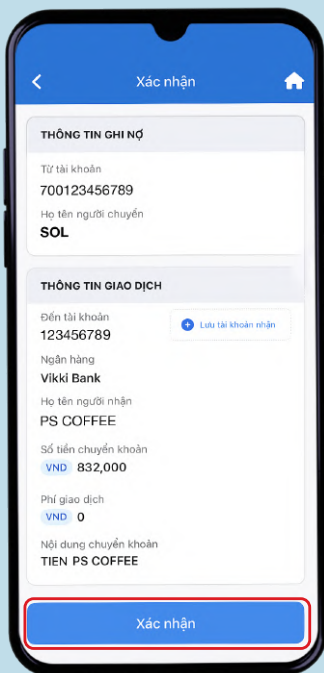 Xác nhận
THÔNG TIN GHI NỢ
Từ tài khoản
700123456789
Họ tên người chuyển
SOL
THÔNG TIN GIAO DỊCH
Đến tài khoản
123456789
Lưu tài khoản nhận
Ngân hàng
Vikki Bank
Họ tên người nhận
PS COFFEE
Số tiền chuyển khoản
VND 832,000
Phí giao dịch
VND 0
Nội dung chuyển khoản
TIEN PS COFFEE
Xác nhận